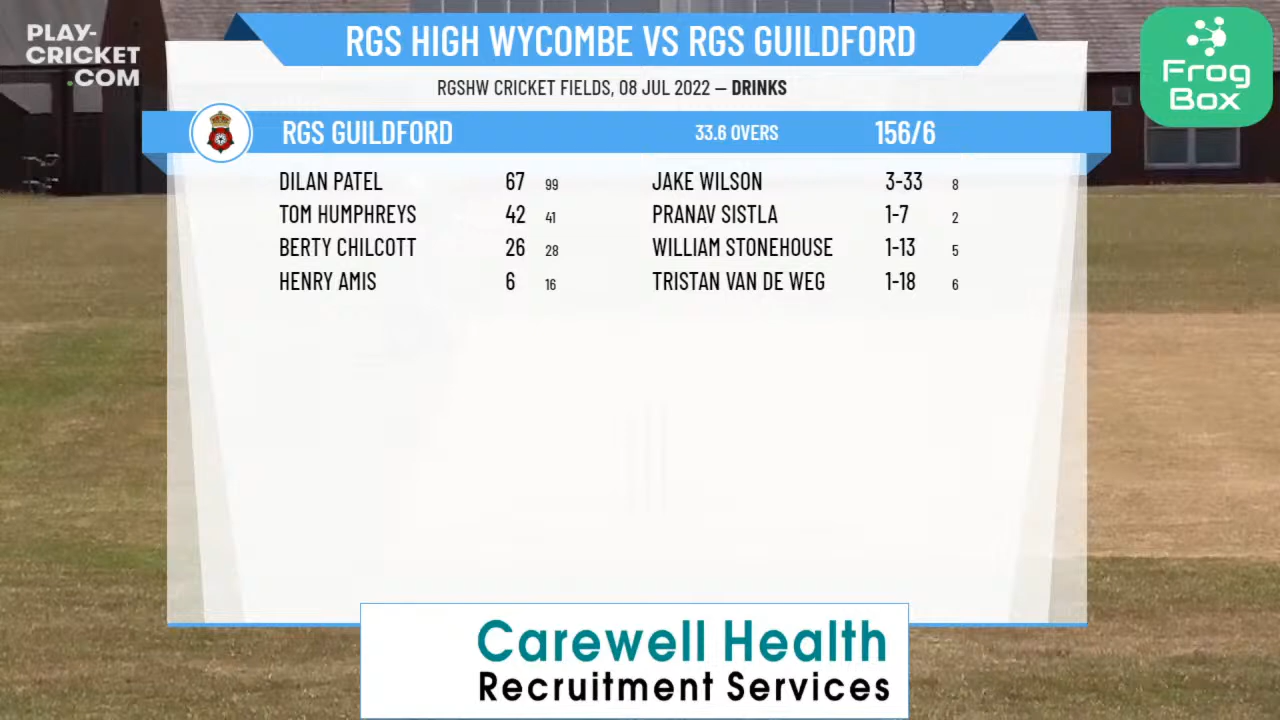 PLAY-
CRICKET
.COM
RGS HIGH WYCOMBE VS RGS GUILDFORD
Frog
Box
RGSHW CRICKET FIELDS, 08 JUL 2022 – DRINKS
RGS GUILDFORD 33.6 OVERS 156/6
DILAN PATEL 67 99 JAKE WILSON 3-33 8
TOM HUMPHREYS 42 41 PRANAV SISTLA 1-7 2
BERTY CHILCOTT 26 28 WILLIAM STONEHOUSE 1-13 5
HENRY AMIS 6 16 TRISTAN VAN DE WEG 1-18 6
Carewell Health
Recruitment Services